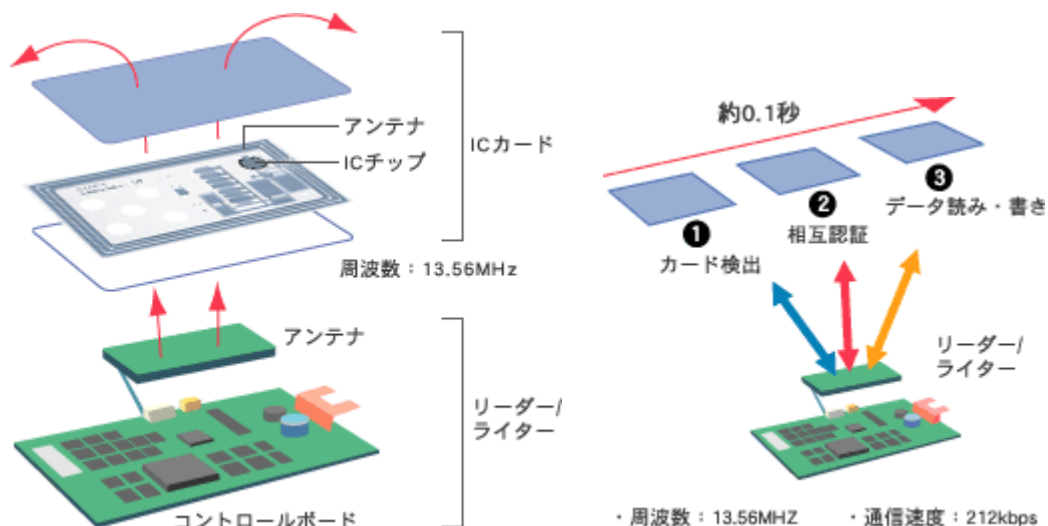 アンテナ
ICチップ
ICカード
周波数：13.56MHz
アンテナ
リーダー/
ライター
コントロールボード
約0.1秒
❶
カード検出
❷
相互認証
❸
データ読み・書き
リーダー/
ライター
・周波数：13.56MHZ
・通信速度：212kbps